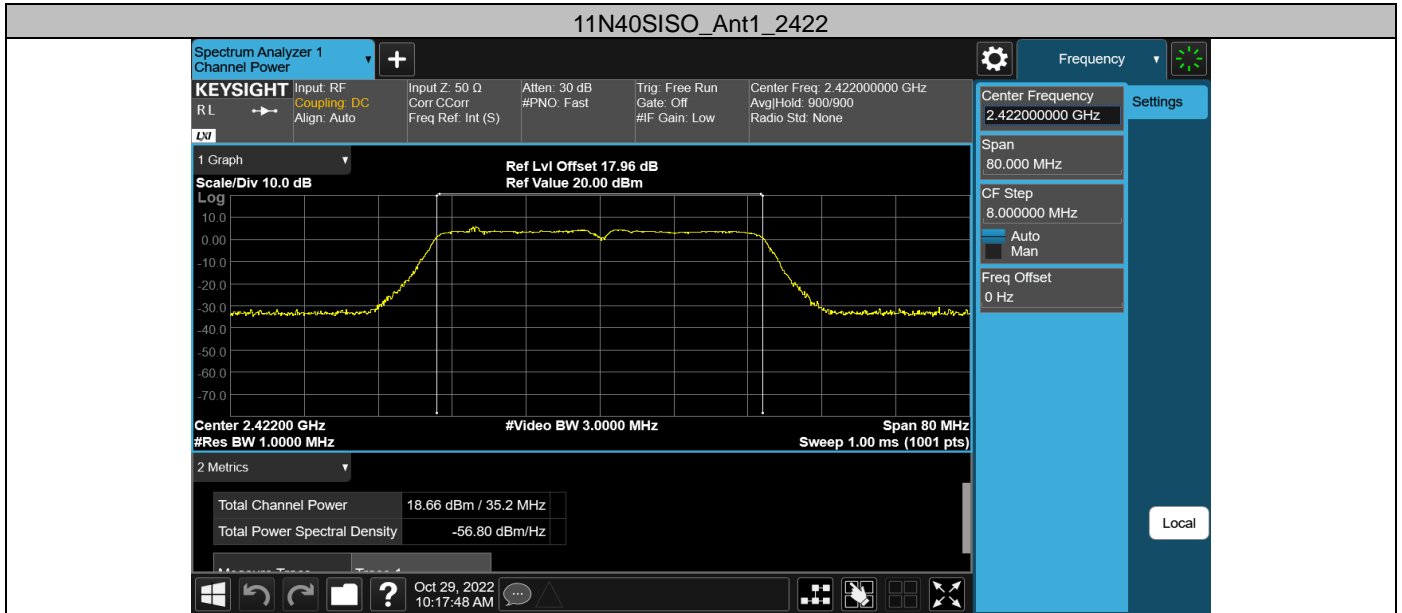 11N40SISO_Ant1_2422
Spectrum Analyzer 1
Channel Power
Frequency
KEYSIGHT
R L
LXI
Input: RF
Coupling: DC
Align: Auto
Input Z: 50 Ω
Corr CCorr
Freq Ref: Int (S)
Atten: 30 dB
#PNO: Fast
Trig: Free Run
Gate: Off
#IF Gain: Low
Center Freq: 2.422000000 GHz
Avg|Hold: 900/900
Radio Std: None
Center Frequency
2.422000000 GHz
Settings
Span
80.000 MHz
CF Step
8.000000 MHz
Auto
Man
Freq Offset
0 Hz
1 Graph
Scale/Div 10.0 dB
Ref Lvl Offset 17.96 dB
Ref Value 20.00 dBm
Log
10.0
0.00
-10.0
-20.0
-30.0
-40.0
-50.0
-60.0
-70.0
Center 2.42200 GHz
#Video BW 3.0000 MHz
Span 80 MHz
#Res BW 1.0000 MHz
Sweep 1.00 ms (1001 pts)
2 Metrics
Total Channel Power 18.66 dBm / 35.2 MHz
Total Power Spectral Density -56.80 dBm/Hz
Local
?
Oct 29, 2022
10:17:48 AM